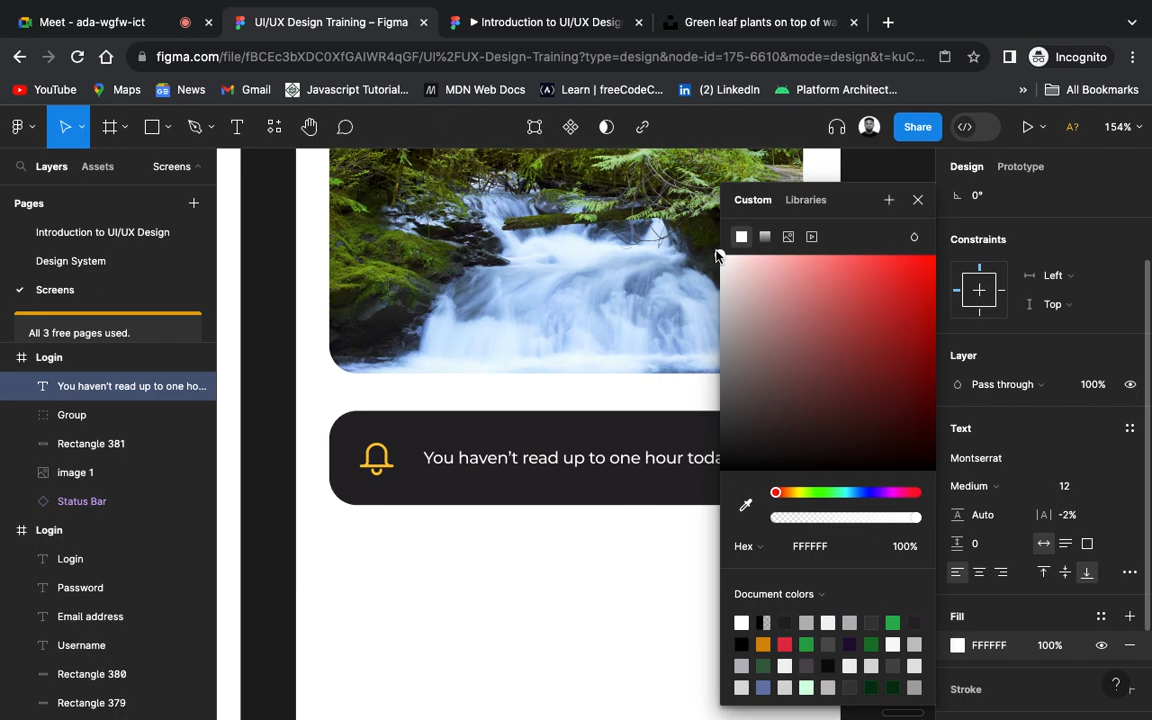 Meet - ada-wgfw-ict
UI/UX Design Training – Figma
▶ Introduction to UI/UX Desig
Green leaf plants on top of wa
figma.com/file/fBCEc3bXDC0XfGAlWR4qGF/UI%2FUX-Design-Training?type=design&node-id=175-6610&mode=design&t=kuC...
Incognito
YouTube
Maps
News
Gmail
Javascript Tutorial...
MDN Web Docs
Learn | freeCodeC...
(2) LinkedIn
Platform Architect...
»
All Bookmarks
Share
A?
154%
Layers
Assets
Screens
Pages
Introduction to UI/UX Design
Design System
Screens
All 3 free pages used.
Login
You haven't read up to one ho...
Group
Rectangle 381
image 1
Status Bar
Login
Login
Password
Email address
Username
Rectangle 380
Rectangle 379
You haven't read up to one hour toda
Custom
Libraries
Hex
FFFFFF
100%
Document colors
Design
Prototype
0°
Constraints
Left
Top
Layer
Pass through
100%
Text
Montserrat
Medium
12
Auto
|A| -2%
0
Fill
FFFFFF
100%
Stroke
?